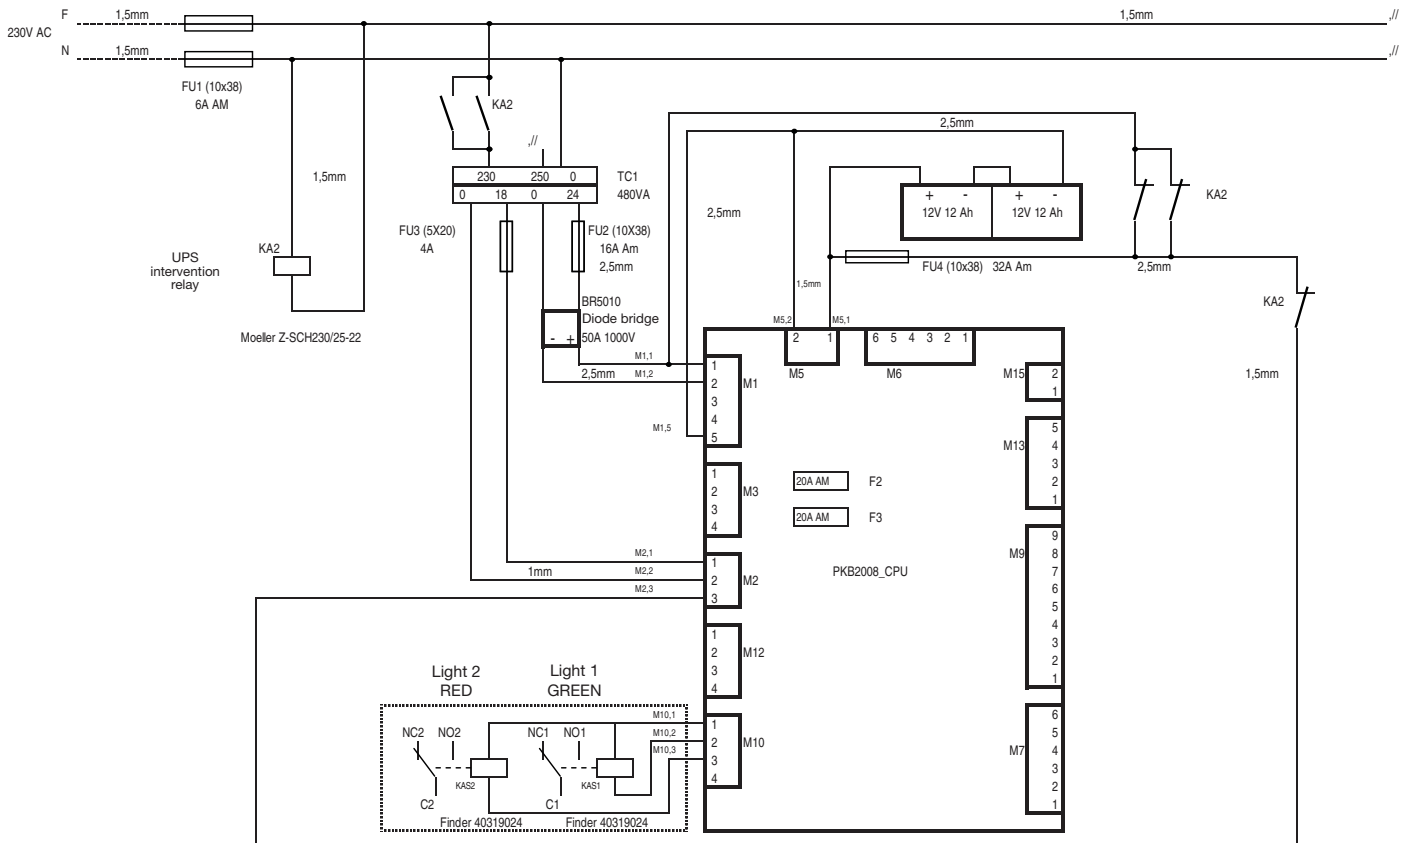 F
1,5mm
1,5mm
,//
230V AC
N
1,5mm
,//
FU1 (10x38)
6A AM
KA2
,//
2,5mm
230
250
0
TC1
0
18
0
24
480VA
1,5mm
+
-
+
-
12V 12 Ah
12V 12 Ah
KA2
2,5mm
FU3 (5X20)
4A
FU2 (10X38)
16A Am
2,5mm
UPS
intervention
relay
KA2
FU4 (10x38)
32A Am
2,5mm
1,5mm
BR5010
Diode bridge
50A 1000V
-
+
KA2
M5,2
M5,1
Moeller Z-SCH230/25-22
2
1
6
5
4
3
2
1
M5
M6
M1,1
2,5mm
M1,2
M1,5
1
2
3
4
5
M1
M15
2
1
1,5mm
M13
5
4
3
2
1
1
2
3
4
M3
20A AM
F2
20A AM
F3
M9
9
8
7
6
5
4
3
2
1
PKB2008_CPU
M2,1
1mm
M2,2
M2,3
1
2
3
M2
1
2
3
4
M12
Light 2
RED
Light 1
GREEN
M10,1
M10,2
M10,3
1
2
3
4
M10
M7
6
5
4
3
2
1
NC2
NO2
NC1
NO1
KAS2
KAS1
C2
C1
Finder 40319024
Finder 40319024